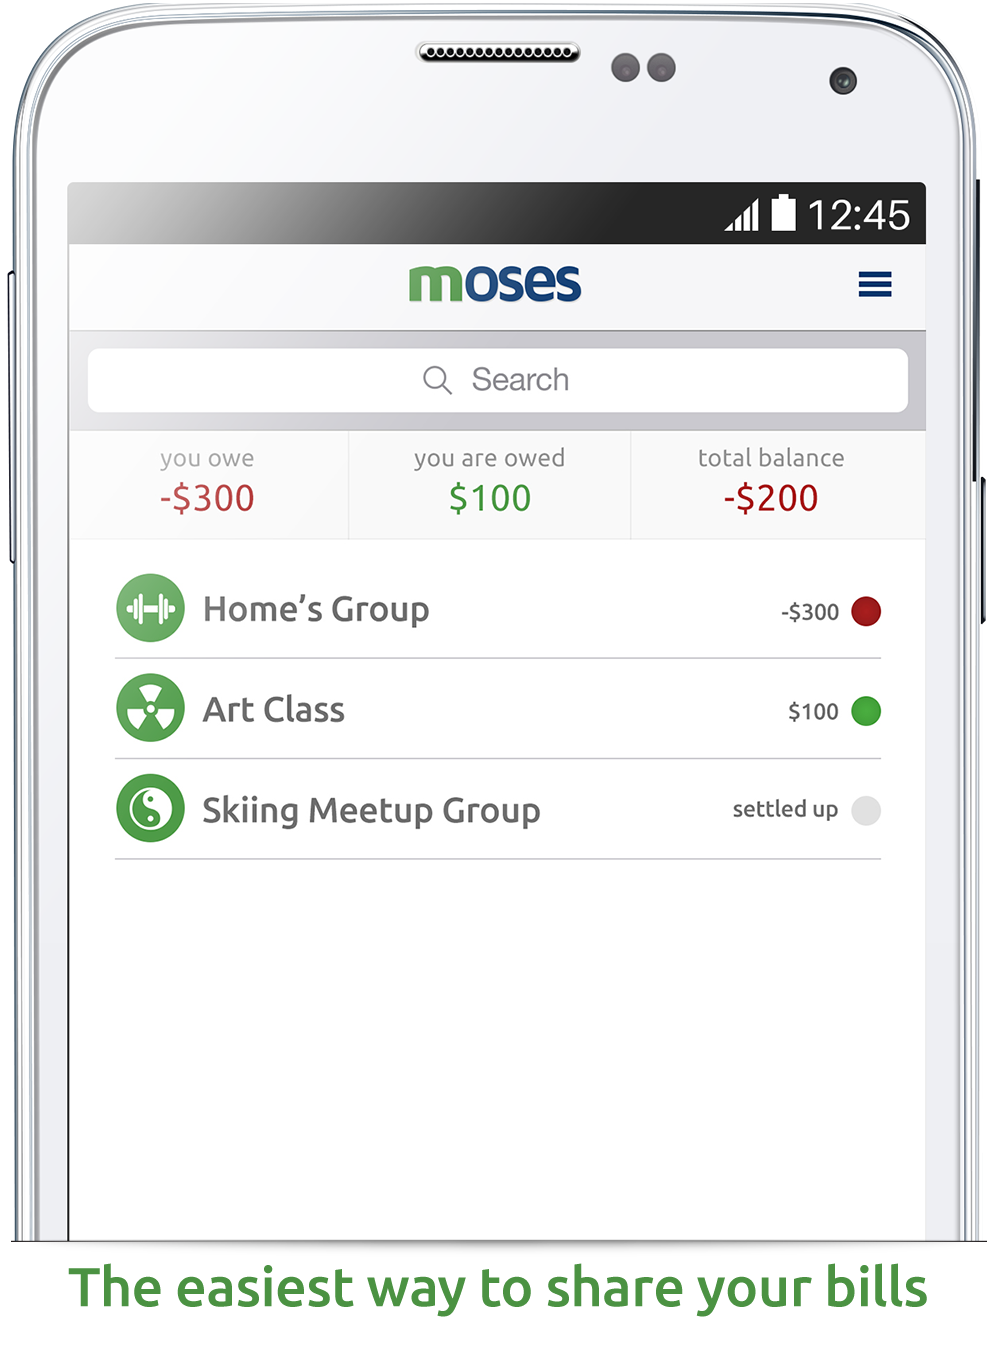 12:45
moses
Search
you owe
-$300
you are owed
$100
total balance
-$200
Home’s Group
-$300
Art Class
$100
Skiing Meetup Group
settled up
The easiest way to share your bills